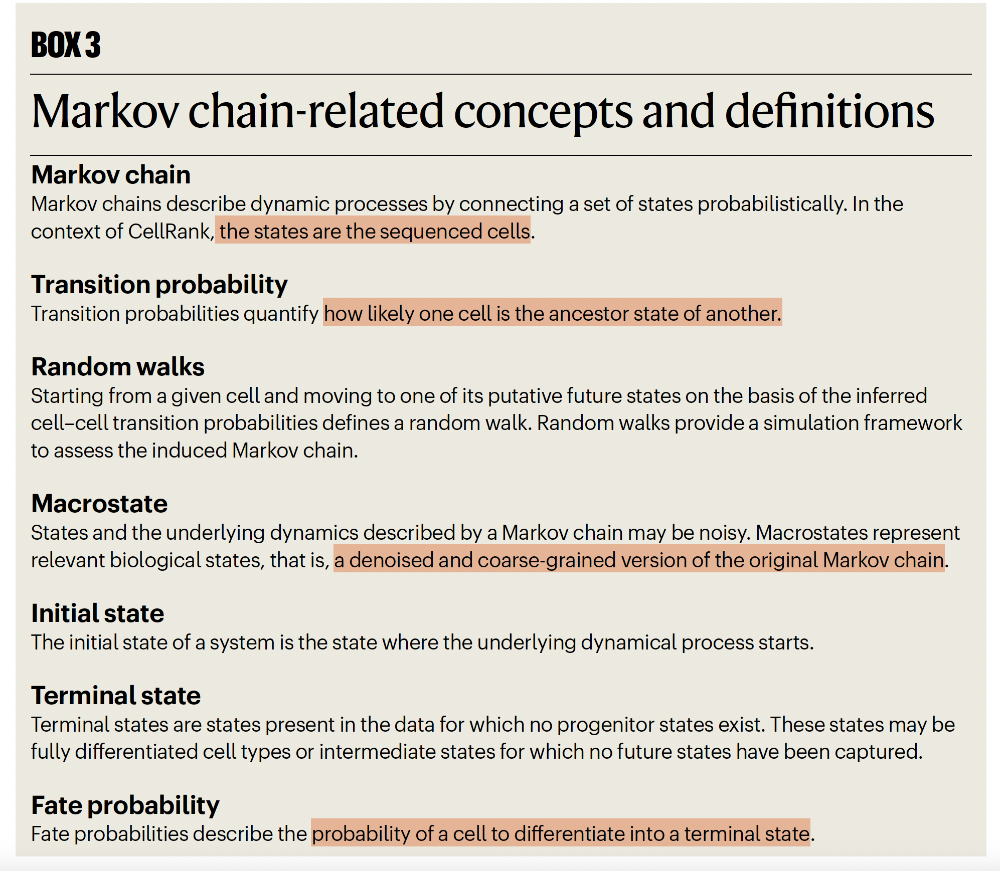 BOX 3
Markov chain-related concepts and definitions
Markov chain
Markov chains describe dynamic processes by connecting a set of states probabilistically. In the
context of CellRank, the states are the sequenced cells.
Transition probability
Transition probabilities quantify how likely one cell is the ancestor state of another.
Random walks
Starting from a given cell and moving to one of its putative future states on the basis of the inferred
cell–cell transition probabilities defines a random walk. Random walks provide a simulation framework
to assess the induced Markov chain.
Macrostate
States and the underlying dynamics described by a Markov chain may be noisy. Macrostates represent
relevant biological states, that is, a denoised and coarse-grained version of the original Markov chain.
Initial state
The initial state of a system is the state where the underlying dynamical process starts.
Terminal state
Terminal states are states present in the data for which no progenitor states exist. These states may be
fully differentiated cell types or intermediate states for which no future states have been captured.
Fate probability
Fate probabilities describe the probability of a cell to differentiate into a terminal state.